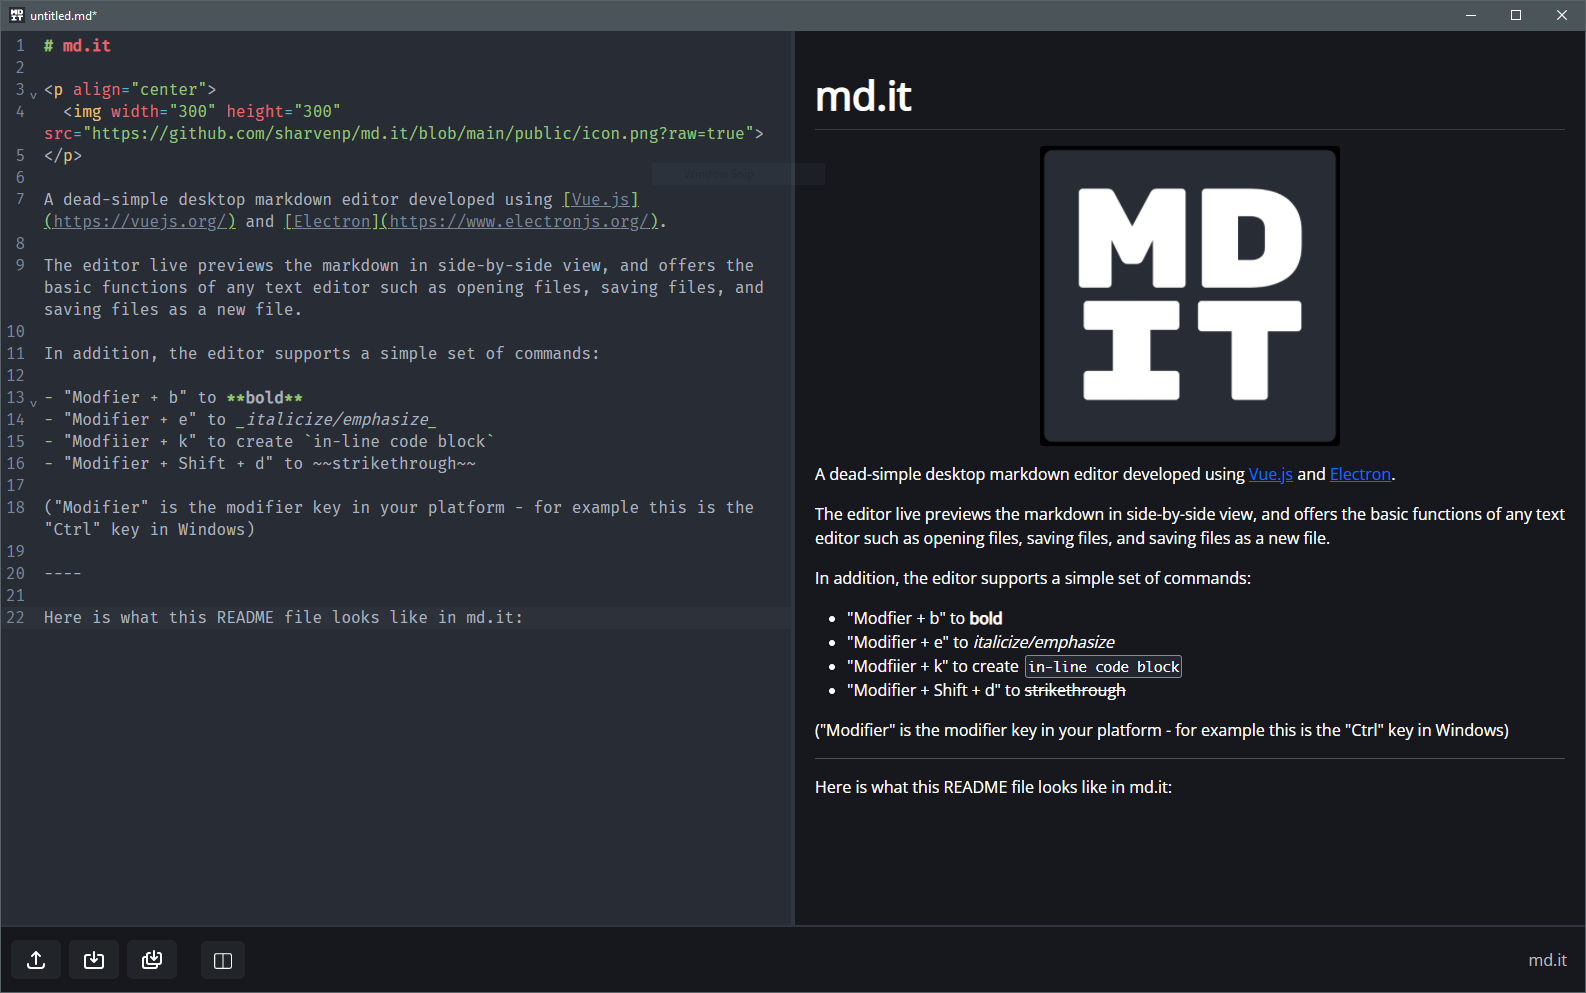 MD
IT
untitled.md*
1 # md.it
2
3 <p align="center">
4 <img width="300" height="300"
src="https://github.com/sharvenp/md.it/blob/main/public/icon.png?raw=true">
5 </p>
6
7 A dead-simple desktop markdown editor developed using [Vue.js]
(https://vuejs.org/) and [Electron](https://www.electronjs.org/).
8
9 The editor live previews the markdown in side-by-side view, and offers the
basic functions of any text editor such as opening files, saving files, and
saving files as a new file.
10
11 In addition, the editor supports a simple set of commands:
12
13 - "Modfier + b" to **bold**
14 - "Modifier + e" to _italicize/emphasize_
15 - "Modfiier + k" to create `in-line code block`
16 - "Modifier + Shift + d" to ~~strikethrough~~
17
18 ("Modifier" is the modifier key in your platform - for example this is the
"Ctrl" key in Windows)
19
20 ----
21
22 Here is what this README file looks like in md.it:
md.it
MD
IT
A dead-simple desktop markdown editor developed using Vue.js and Electron.
The editor live previews the markdown in side-by-side view, and offers the basic functions of any text
editor such as opening files, saving files, and saving files as a new file.
In addition, the editor supports a simple set of commands:
• "Modfier + b" to bold
• "Modifier + e" to italicize/emphasize
• "Modfiier + k" to create in-line code block
• "Modifier + Shift + d" to strikethrough
("Modifier" is the modifier key in your platform - for example this is the "Ctrl" key in Windows)
Here is what this README file looks like in md.it:
md.it